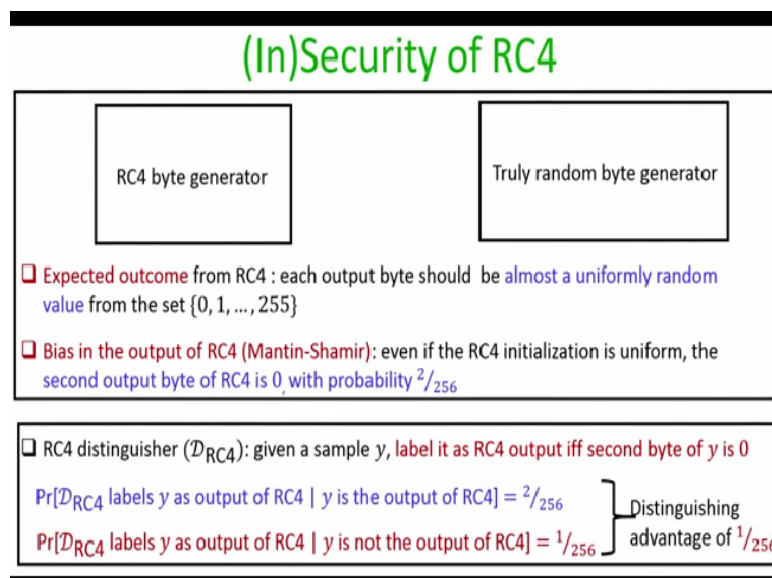 (In)Security of RC4
RC4 byte generator
Truly random byte generator
❑ Expected outcome from RC4 : each output byte should be almost a uniformly random
value from the set {0, 1, ..., 255}
❑ Bias in the output of RC4 (Mantin-Shamir): even if the RC4 initialization is uniform, the
second output byte of RC4 is 0, with probability 2/256
❑ RC4 distinguisher (𝒟RC4): given a sample y, label it as RC4 output iff second byte of y is 0
Pr[𝒟RC4 labels y as output of RC4 | y is the output of RC4] = 2/256
Pr[𝒟RC4 labels y as output of RC4 | y is not the output of RC4] = 1/256
Distinguishing
advantage of 1/256